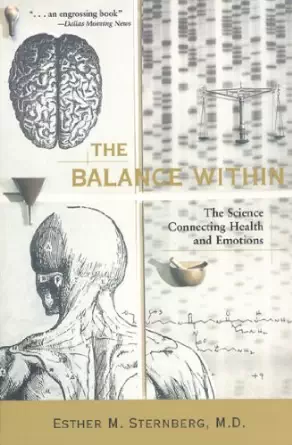 ". . . an engrossing book"
—Dallas Morning News
THE
BALANCE WITHIN
The Science
Connecting Health
and Emotions
ESTHER M. STERNBERG, M.D.